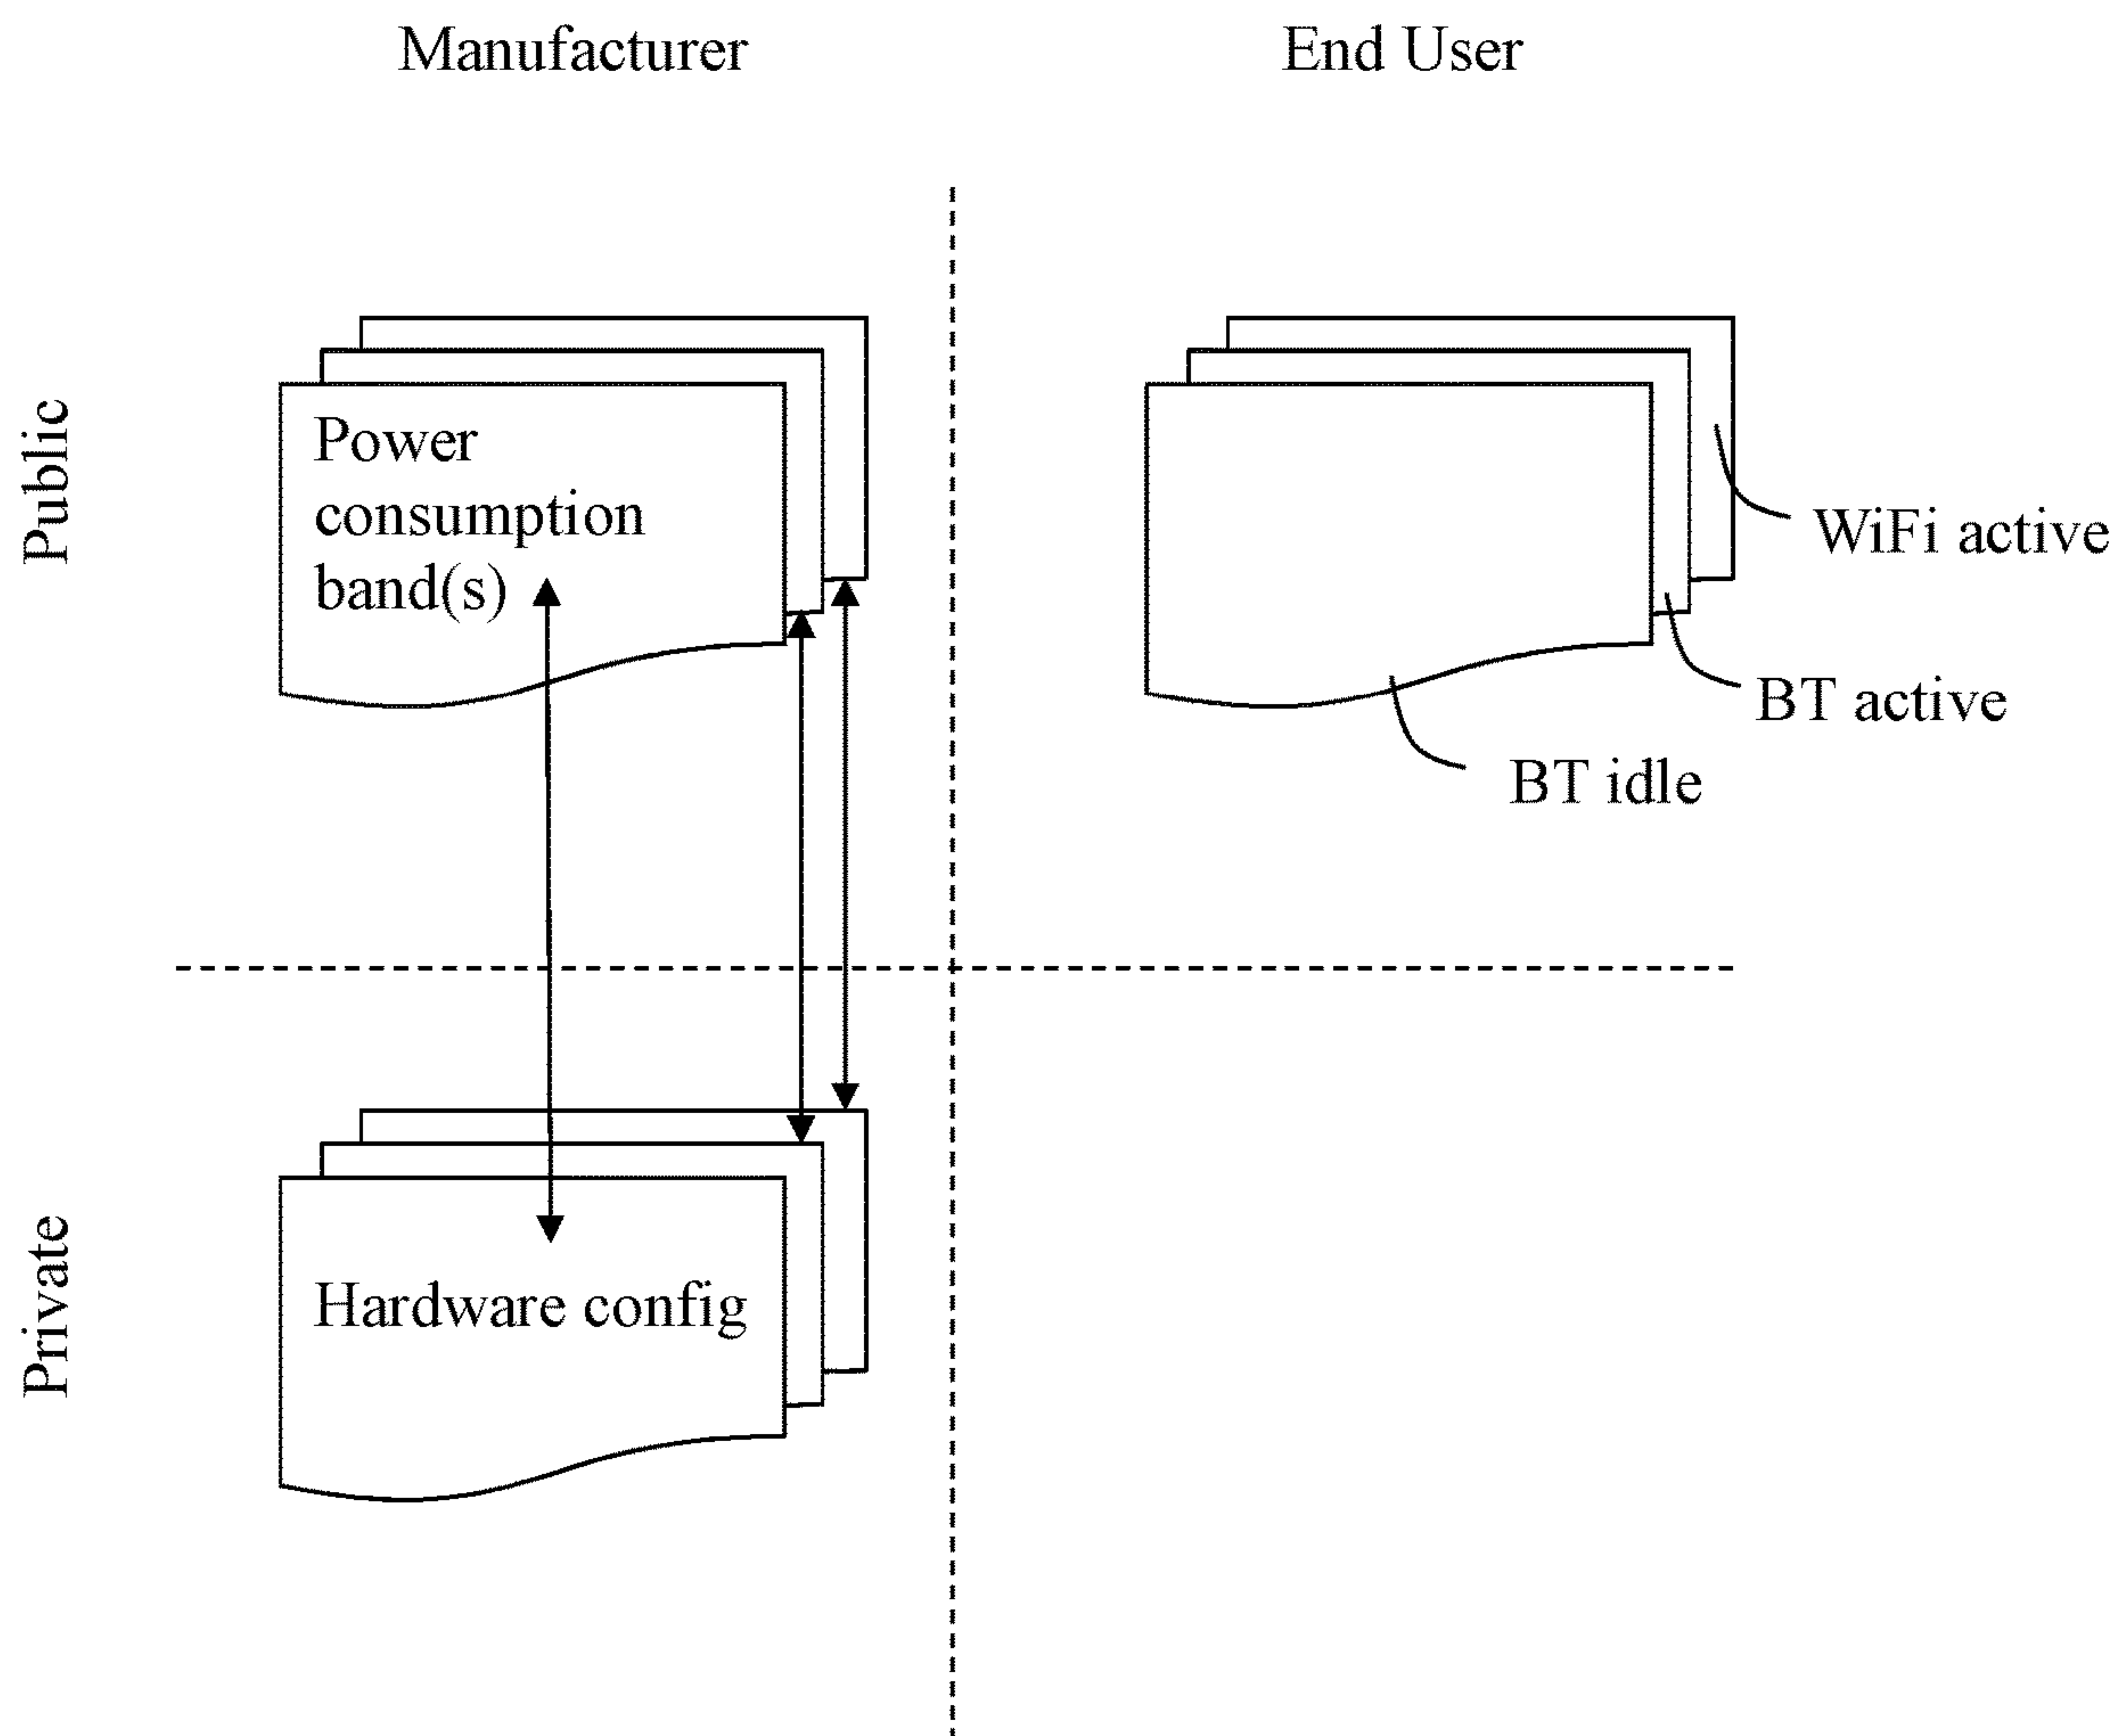 Manufacturer
End User
Public
Power
consumption
band(s)
WiFi active
BT active
BT idle
Private
Hardware config